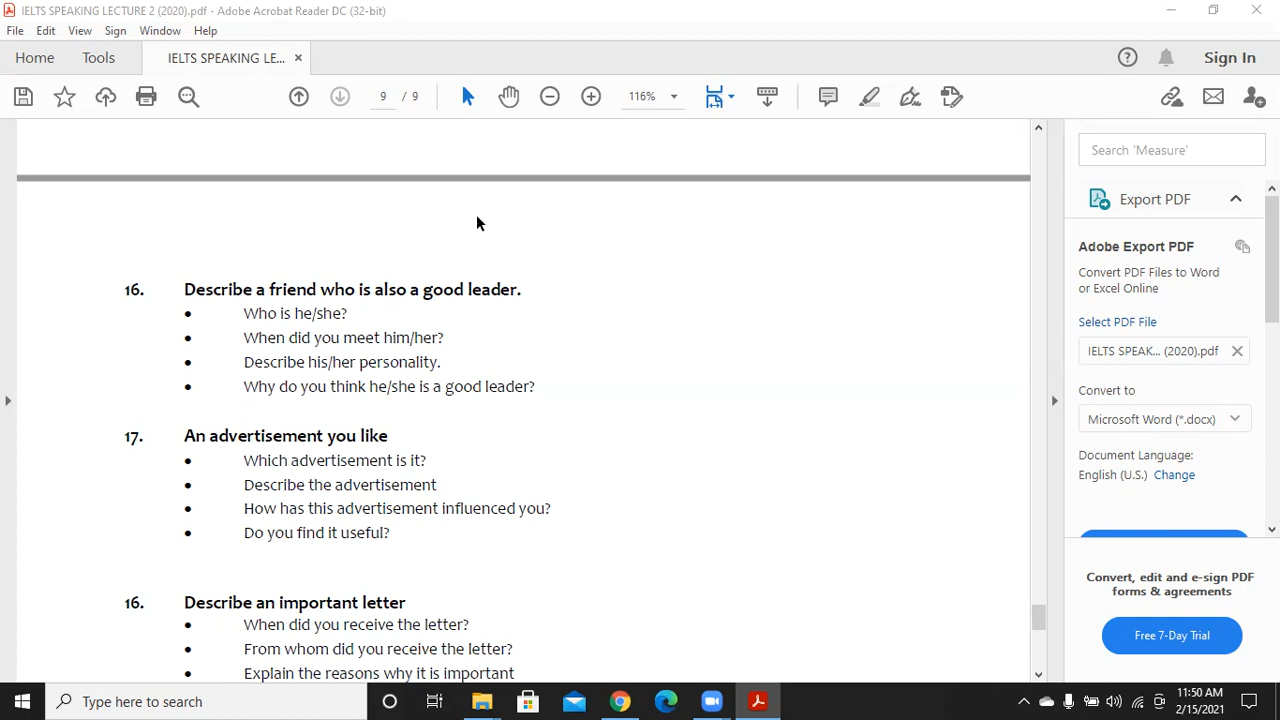 IELTS SPEAKING LECTURE 2 (2020).pdf - Adobe Acrobat Reader DC (32-bit)
File Edit View Sign Window Help
Home Tools IELTS SPEAKING LE... × Sign In
9 / 9 116%
Search 'Measure'
Export PDF
Adobe Export PDF
Convert PDF Files to Word
or Excel Online
Select PDF File
IELTS SPEAK... (2020).pdf
Convert to
Microsoft Word (*.docx)
Document Language:
English (U.S.) Change
Convert, edit and e-sign PDF
forms & agreements
Free 7-Day Trial
16. Describe a friend who is also a good leader.
• Who is he/she?
• When did you meet him/her?
• Describe his/her personality.
• Why do you think he/she is a good leader?
17. An advertisement you like
• Which advertisement is it?
• Describe the advertisement
• How has this advertisement influenced you?
• Do you find it useful?
16. Describe an important letter
• When did you receive the letter?
• From whom did you receive the letter?
• Explain the reasons why it is important
Type here to search
11:50 AM
2/15/2021